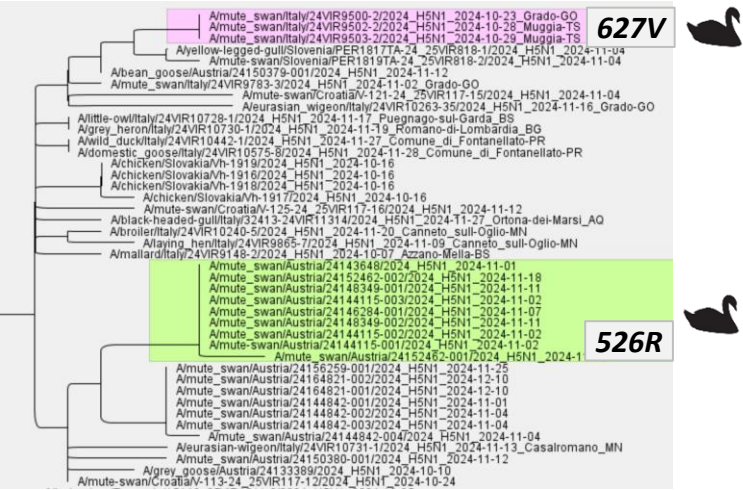 A/mute_swan/Italy/24VIR9500-2/2024_H5N1_2024-10-23_Grado-GO
A/mute_swan/Italy/24VIR9502-2/2024_H5N1_2024-10-28_Muggia-TS
A/mute_swan/Italy/24VIR9503-2/2024_H5N1_2024-10-29_Muggia-TS
627V
A/yellow-legged-gull/Slovenia/PER1817TA-24_25VIR818-1/2024_H5N1_2024-11-04
A/mute-swan/Slovenia/PER1819TA-24_25VIR818-2/2024_H5N1_2024-11-04
A/bean_goose/Austria/24150379-001/2024_H5N1_2024-11-12
A/mute_swan/Italy/24VIR9783-3/2024_H5N1_2024-11-02_Grado-GO
A/mute-swan/Croatia/V-121-24_25VIR117-15/2024_H5N1_2024-11-04
A/eurasian_wigeon/Italy/24VIR10263-35/2024_H5N1_2024-11-16_Grado-GO
A/little-owl/Italy/24VIR10728-1/2024_H5N1_2024-11-17_Puegnago-sul-Garda_BS
A/grey_heron/Italy/24VIR10730-1/2024_H5N1_2024-11-19_Romano-di-Lombardia_BG
A/wild_duck/Italy/24VIR10442-1/2024_H5N1_2024-11-27_Comune_di_Fontanellato-PR
A/domestic_goose/Italy/24VIR10575-8/2024_H5N1_2024-11-28_Comune_di_Fontanellato-PR
A/chicken/Slovakia/Vh-1919/2024_H5N1_2024-10-16
A/chicken/Slovakia/Vh-1916/2024_H5N1_2024-10-16
A/chicken/Slovakia/Vh-1918/2024_H5N1_2024-10-16
A/chicken/Slovakia/Vh-1917/2024_H5N1_2024-10-16
A/mute-swan/Croatia/V-125-24_25VIR117-16/2024_H5N1_2024-11-12
A/black-headed-gull/Italy/32413-24VIR11314/2024_H5N1_2024-11-27_Ortona-dei-Marsi_AQ
A/broiler/Italy/24VIR10240-5/2024_H5N1_2024-11-20_Canneto_sull-Oglio-MN
A/laying_hen/Italy/24VIR9865-7/2024_H5N1_2024-11-09_Canneto_sull-Oglio-MN
A/mallard/Italy/24VIR9148-2/2024_H5N1_2024-10-07_Azzano-Mella-BS
A/mute_swan/Austria/24143648/2024_H5N1_2024-11-01
A/mute_swan/Austria/24152462-002/2024_H5N1_2024-11-18
A/mute_swan/Austria/24148349-001/2024_H5N1_2024-11-11
A/mute_swan/Austria/24144115-003/2024_H5N1_2024-11-02
A/mute_swan/Austria/24146284-001/2024_H5N1_2024-11-07
A/mute_swan/Austria/24148349-002/2024_H5N1_2024-11-11
A/mute_swan/Austria/24144115-002/2024_H5N1_2024-11-02
A/mute-swan/Austria/24144115-001/2024_H5N1_2024-11-02
526R
A/mute_swan/Austria/24152462-001/2024_H5N1_2024-1
A/mute_swan/Austria/24156259-001/2024_H5N1_2024-11-25
A/mute_swan/Austria/24164821-002/2024_H5N1_2024-12-10
A/mute_swan/Austria/24164821-001/2024_H5N1_2024-12-10
A/mute_swan/Austria/24144842-001/2024_H5N1_2024-11-01
A/mute_swan/Austria/24144842-002/2024_H5N1_2024-11-04
A/mute_swan/Austria/24144842-003/2024_H5N1_2024-11-04
A/mute_swan/Austria/24144842-004/2024_H5N1_2024-11-04
A/eurasian-wigeon/Italy/24VIR10731-1/2024_H5N1_2024-11-13_Casalromano_MN
A/mute_swan/Austria/24150380-001/2024_H5N1_2024-11-12
A/grey_goose/Austria/24133389/2024_H5N1_2024-10-10
A/mute-swan/Croatia/V-113-24_25VIR117-12/2024_H5N1_2024-10-24